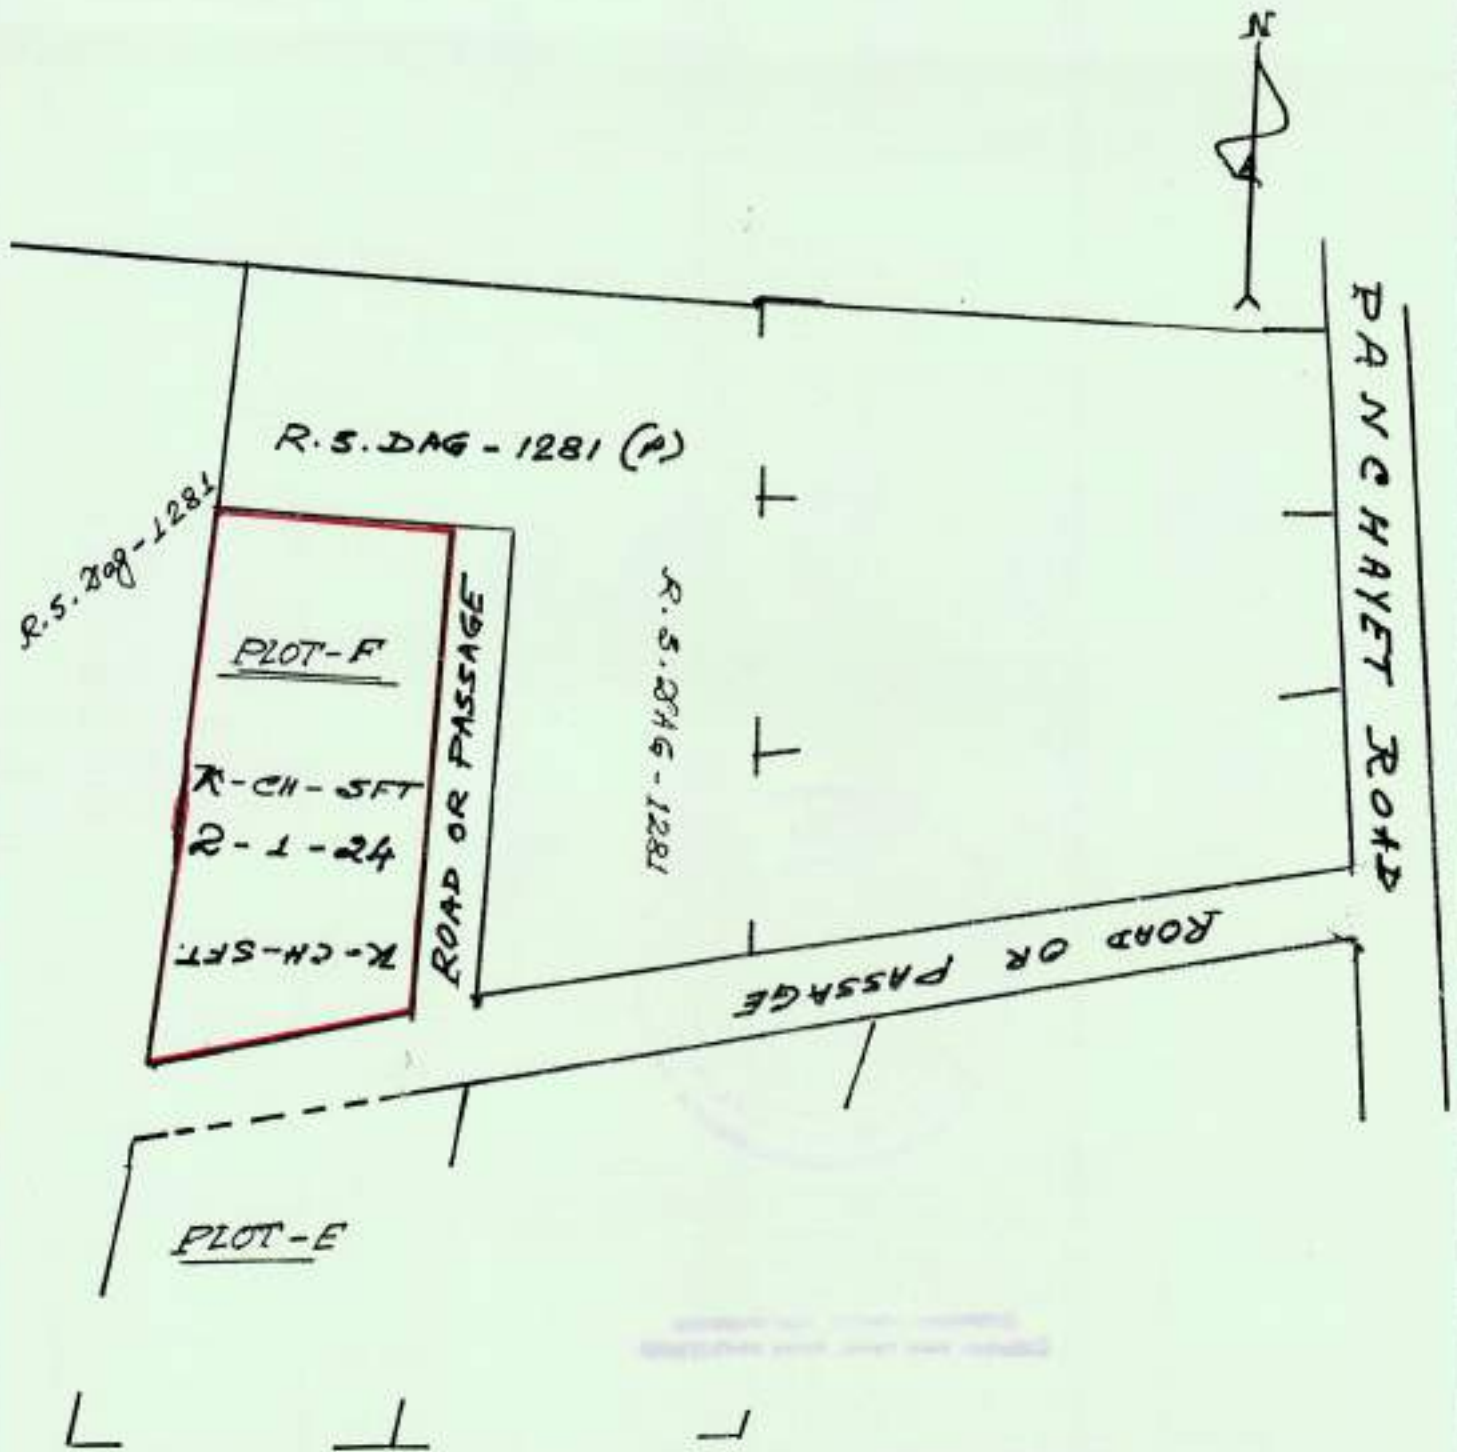 N
PANCHAYET ROAD
R.S.DAG - 1281 (P)
R.S. Dag - 1281
PLOT-F
K-CH-SFT
2-1-24
K-CH-SFT.
ROAD OR PASSAGE
R.S.DAG - 1281
ROAD OR PASSAGE
PLOT-E